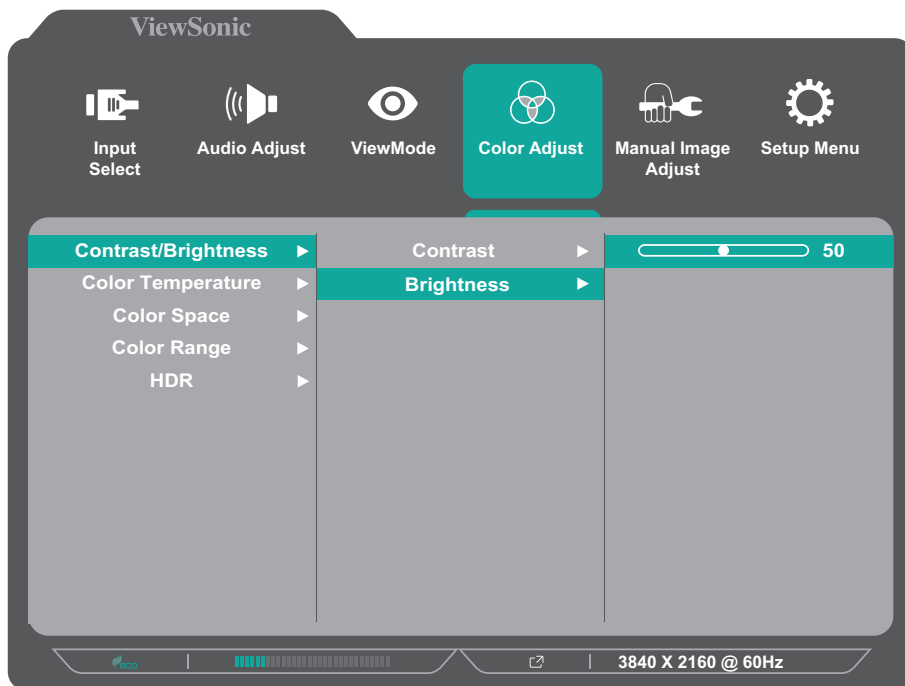 ViewSonic
Input
Select
Audio Adjust
ViewMode
Color Adjust
Manual Image
Adjust
Setup Menu
Contrast/Brightness
Color Temperature
Color Space
Color Range
HDR
Contrast
Brightness
50
eco
3840 X 2160 @ 60Hz